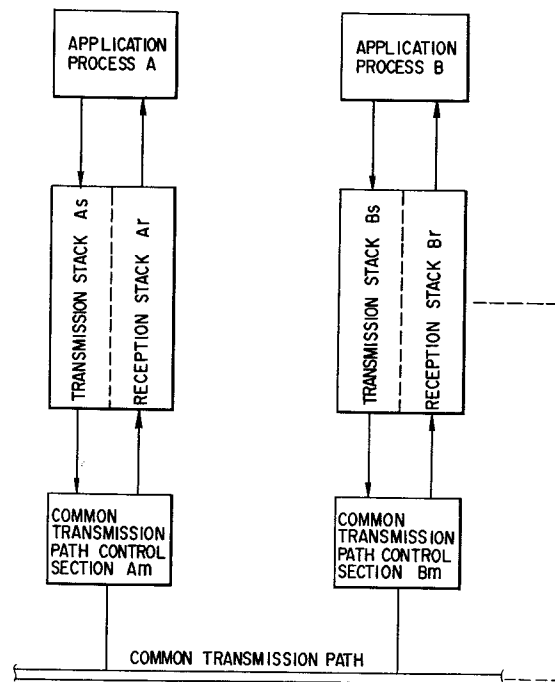 APPLICATION
PROCESS A
APPLICATION
PROCESS B
TRANSMISSION STACK As
RECEPTION STACK Ar
TRANSMISSION STACK Bs
RECEPTION STACK Br
COMMON
TRANSMISSION
PATH CONTROL
SECTION Am
COMMON
TRANSMISSION
PATH CONTROL
SECTION Bm
COMMON TRANSMISSION PATH